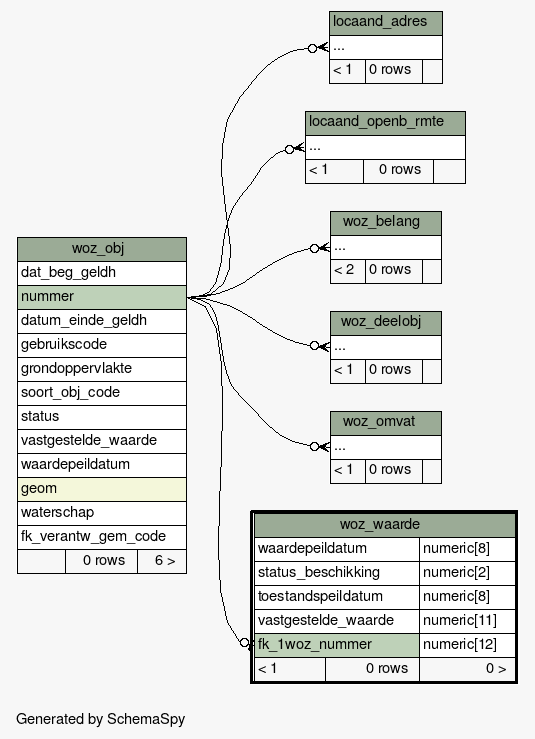 locaand_adres
...
< 1 0 rows
locaand_openb_rmte
...
< 1 0 rows
woz_belang
...
< 2 0 rows
woz_deelobj
...
< 1 0 rows
woz_omvat
...
< 1 0 rows
woz_obj
dat_beg_geldh
nummer
datum_einde_geldh
gebruikscode
grondoppervlakte
soort_obj_code
status
vastgestelde_waarde
waardepeildatum
geom
waterschap
fk_verantw_gem_code
0 rows 6 >
woz_waarde
waardepeildatum numeric[8]
status_beschikking numeric[2]
toestandspeildatum numeric[8]
vastgestelde_waarde numeric[11]
fk_1woz_nummer numeric[12]
< 1 0 rows 0 >
Generated by SchemaSpy